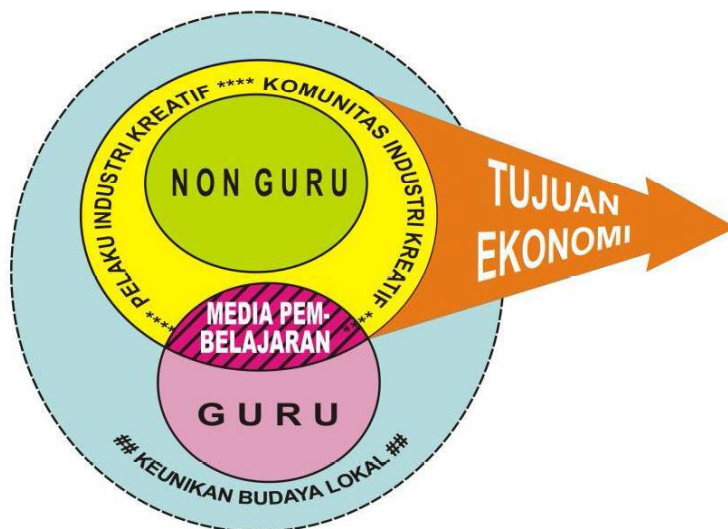 **** PELAKU INDUSTRI KREATIF **** KOMUNITAS INDUSTRI KREATIF ****
NON GURU
TUJUAN
EKONOMI
MEDIA PEM-
BELAJARAN
GURU
## KEUNIKAN BUDAYA LOKAL ##